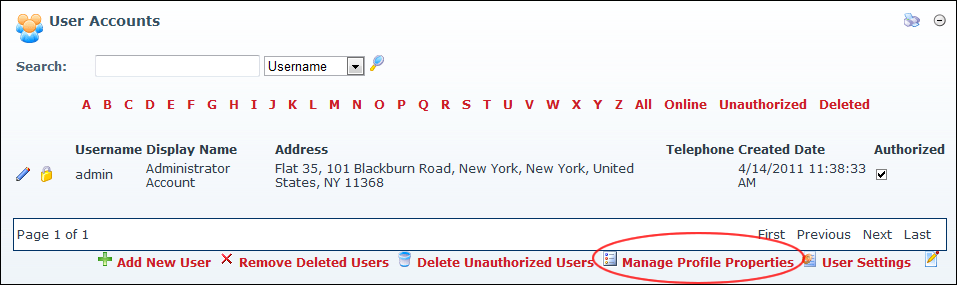 User Accounts
Search: Username
A B C D E F G H I J K L M N O P Q R S T U V W X Y Z All Online Unauthorized Deleted
Username Display Name Address Telephone Created Date Authorized
admin Administrator Account Flat 35, 101 Blackburn Road, New York, New York, United States, NY 11368 4/14/2011 11:38:33 AM
Page 1 of 1 First Previous Next Last
Add New User Remove Deleted Users Delete Unauthorized Users Manage Profile Properties User Settings